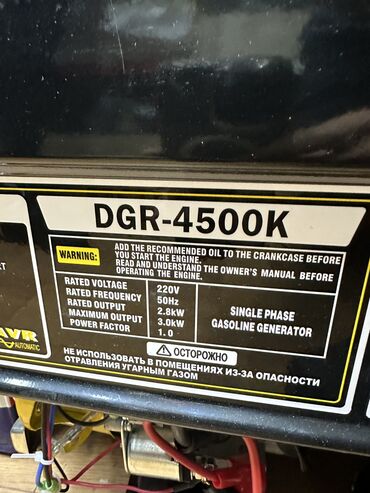 DGR-4500K
WARNING:
ADD THE RECOMMENDED OIL TO THE CRANKCASE BEFORE
YOU START THE ENGINE.
READ AND UNDERSTAND THE OWNER'S MANUAL BEFORE
OPERATING THE ENGINE.
RATED VOLTAGE 220V
RATED FREQUENCY 50Hz
RATED OUTPUT 2.8kW
MAXIMUM OUTPUT 3.0kW
POWER FACTOR 1.0
SINGLE PHASE
GASOLINE GENERATOR
AVR
AUTOMATIC
ОСТОРОЖНО
НЕ ИСПОЛЬЗОВАТЬ В ПОМЕЩЕНИЯХ ИЗ-ЗА ОПАСНОСТИ
ОТРАВЛЕНИЯ УГАРНЫМ ГАЗОМ